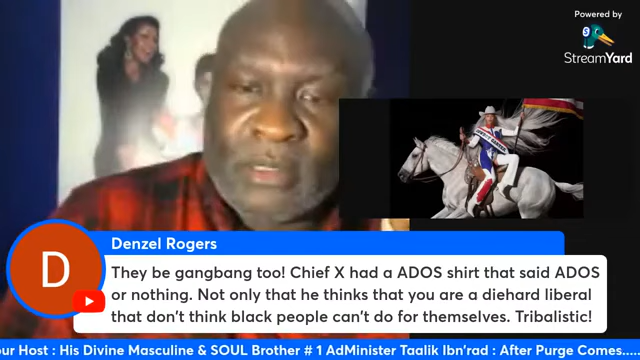 Powered by
StreamYard
D
Denzel Rogers
They be gangbang too! Chief X had a ADOS shirt that said ADOS
or nothing. Not only that he thinks that you are a diehard liberal
that don't think black people can't do for themselves. Tribalistic!
ur Host : His Divine Masculine & SOUL Brother # 1 AdMinister Taalik Ibn'rad : After Purge Comes....